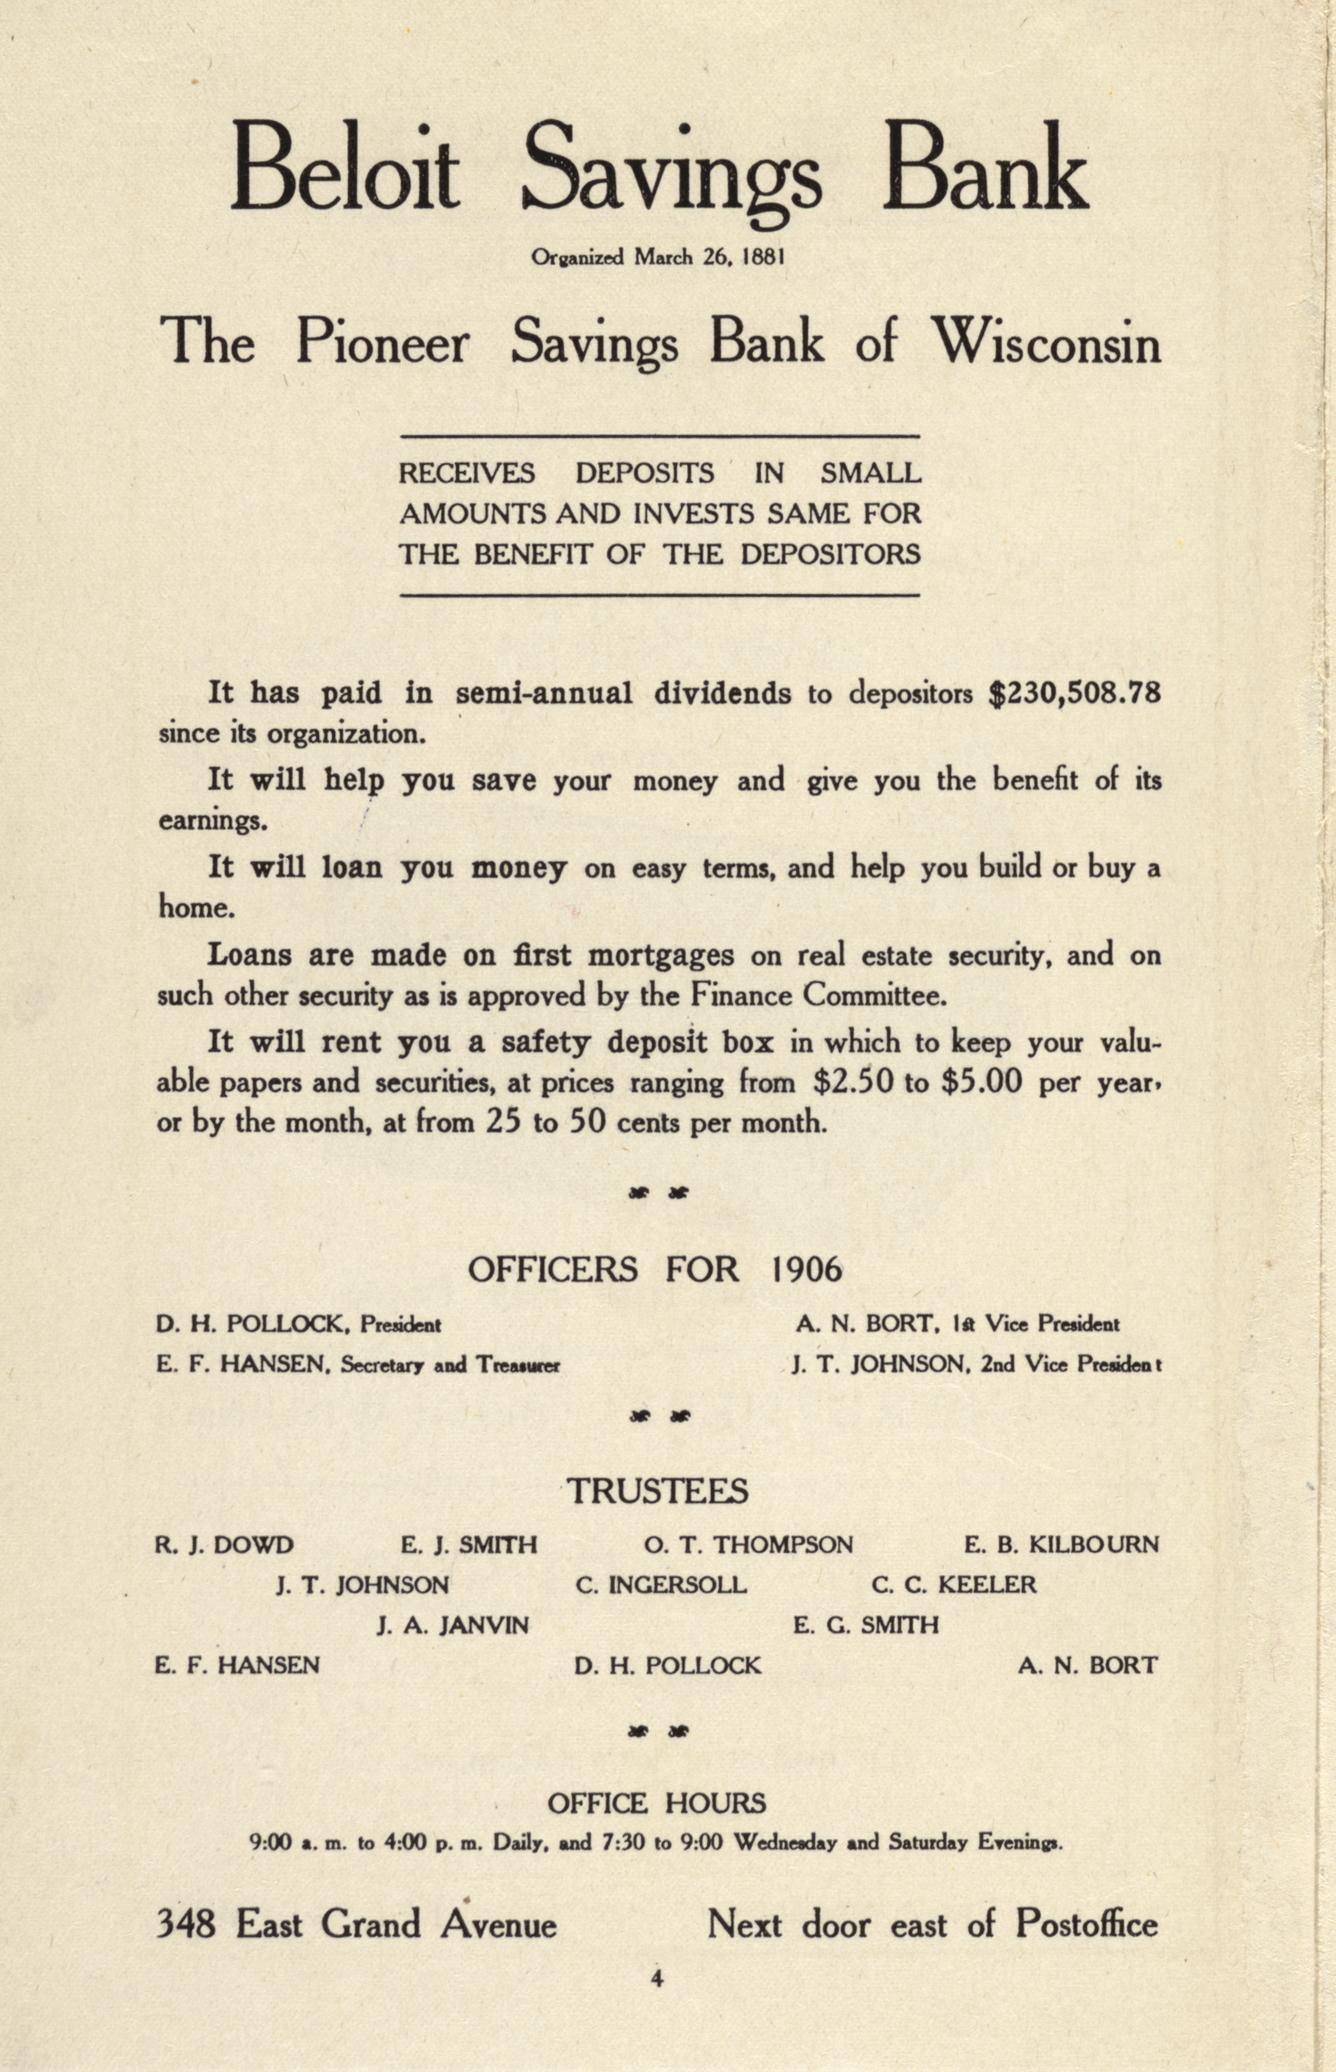 Beloit Savings Bank
Organized March 26, 1881
The Pioneer Savings Bank of Wisconsin
RECEIVES DEPOSITS IN SMALL
AMOUNTS AND INVESTS SAME FOR
THE BENEFIT OF THE DEPOSITORS
It has paid in semi-annual dividends to depositors $230,508.78
since its organization.
It will help you save your money and give you the benefit of its
earnings.
It will loan you money on easy terms, and help you build or buy a
home.
Loans are made on first mortgages on real estate security, and on
such other security as is approved by the Finance Committee.
It will rent you a safety deposit box in which to keep your valu-
able papers and securities, at prices ranging from $2.50 to $5.00 per year,
or by the month, at from 25 to 50 cents per month.
OFFICERS FOR 1906
D. H. POLLOCK, President A. N. BORT, 1st Vice President
E. F. HANSEN, Secretary and Treasurer J. T. JOHNSON, 2nd Vice President
TRUSTEES
R. J. DOWD E. J. SMITH O. T. THOMPSON E. B. KILBOURN
J. T. JOHNSON C. INGERSOLL C. C. KEELER
J. A. JANVIN E. G. SMITH
E. F. HANSEN D. H. POLLOCK A. N. BORT
OFFICE HOURS
9:00 a. m. to 4:00 p. m. Daily, and 7:30 to 9:00 Wednesday and Saturday Evenings.
348 East Grand Avenue Next door east of Postoffice
4